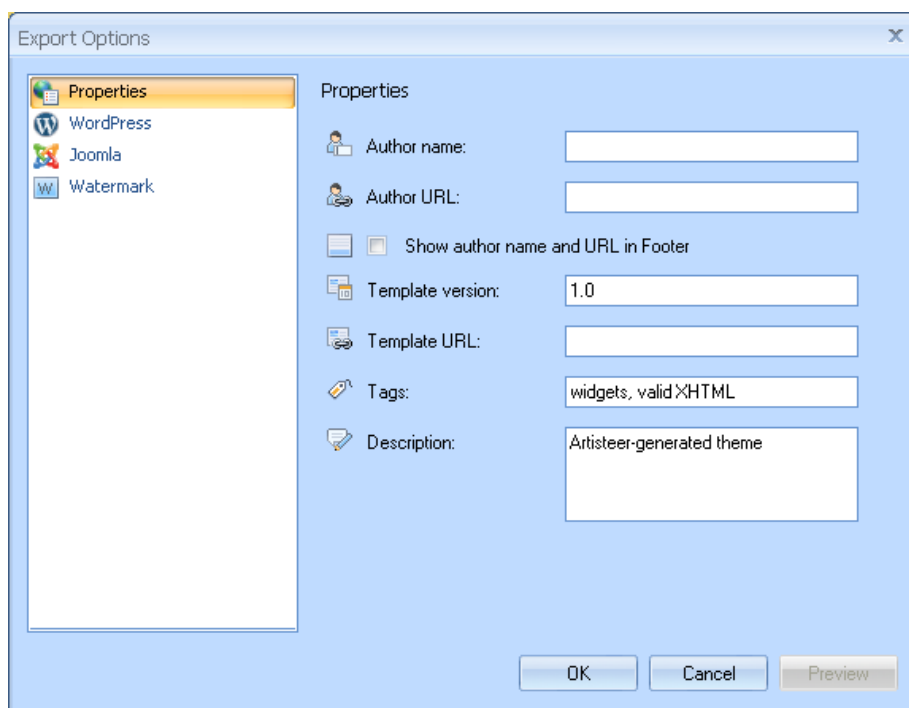 Export Options
Properties
WordPress
Joomla
Watermark
Properties
Author name:
Author URL:
Show author name and URL in Footer
Template version: 1.0
Template URL:
Tags: widgets, valid XHTML
Description: Artisteer-generated theme
OK Cancel Preview